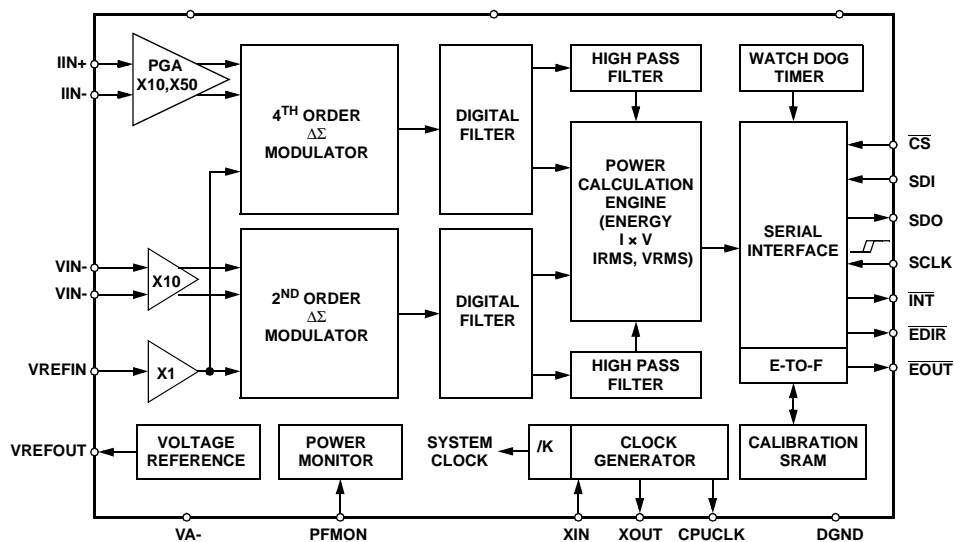 IIN+
IIN-
PGA
X10,X50
4TH ORDER
ΔΣ
MODULATOR
DIGITAL
FILTER
HIGH PASS
FILTER
WATCH DOG
TIMER
POWER
CALCULATION
ENGINE
(ENERGY
I × V
IRMS, VRMS)
SERIAL
INTERFACE
CS
SDI
SDO
SCLK
INT
EDIR
EOUT
VIN-
VIN-
X10
2ND ORDER
ΔΣ
MODULATOR
DIGITAL
FILTER
VREFIN
X1
HIGH PASS
FILTER
E-TO-F
VREFOUT
VOLTAGE
REFERENCE
POWER
MONITOR
SYSTEM
CLOCK
/K
CLOCK
GENERATOR
CALIBRATION
SRAM
VA-
PFMON
XIN
XOUT
CPUCLK
DGND